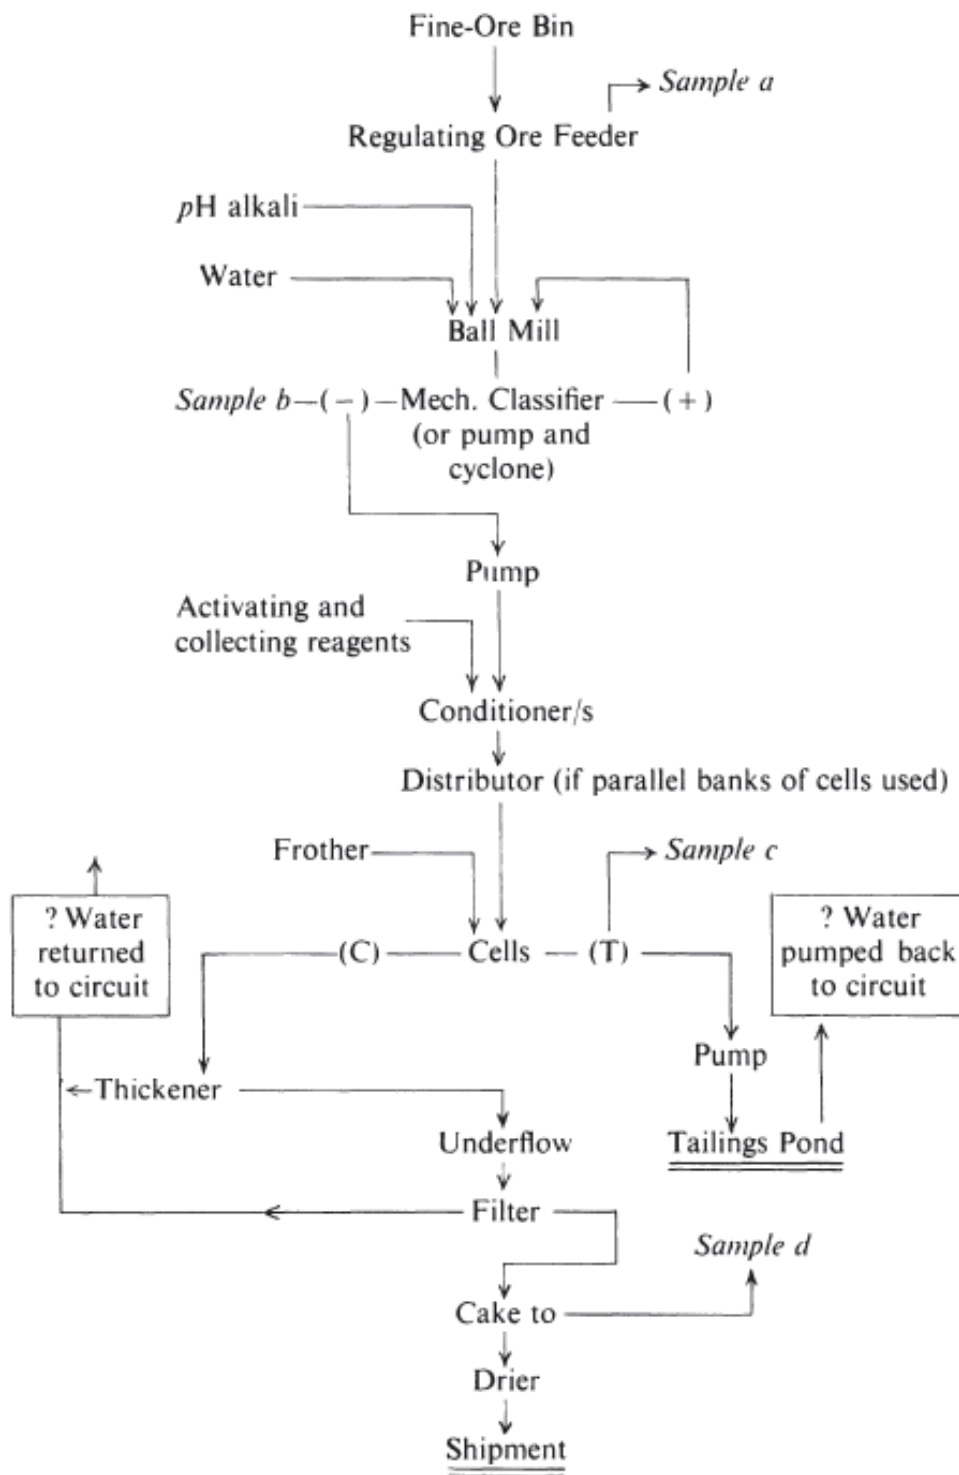 Fine-Ore Bin
Sample a
Regulating Ore Feeder
pH alkali
Water
Ball Mill
Sample b (-) Mech. Classifier (+)
(or pump and
cyclone)
Pump
Activating and
collecting reagents
Conditioner/s
Distributor (if parallel banks of cells used)
Frother
Sample c
? Water
returned
to circuit
? Water
pumped back
to circuit
(C) Cells (T)
Pump
Thickener
Underflow
Tailings Pond
Filter
Sample d
Cake to
Drier
Shipment